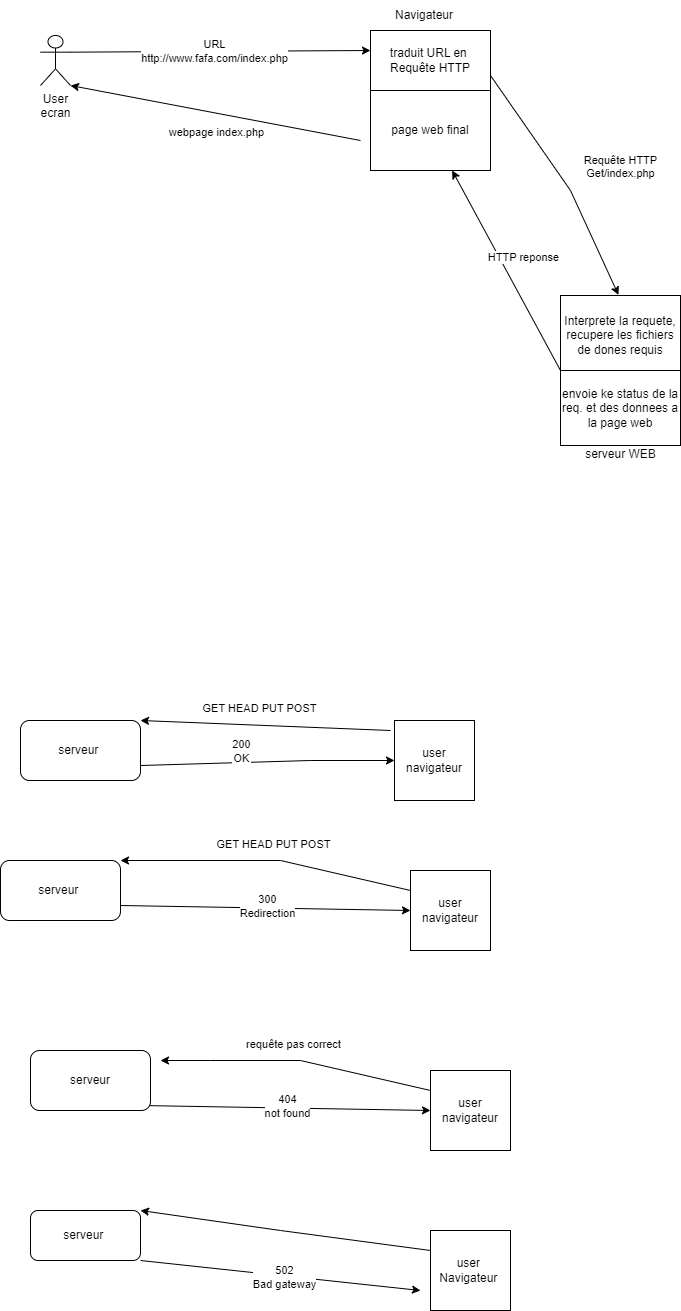 Navigateur
URL
http://www.fafa.com/index.php
traduit URL en
Requête HTTP
User
ecran
webpage index.php
page web final
Requête HTTP
Get/index.php
HTTP reponse
Interprete la requete,
recupere les fichiers
de dones requis
envoie ke status de la
req. et des donnees a
la page web
serveur WEB
GET HEAD PUT POST
serveur
200
OK
user
navigateur
GET HEAD PUT POST
serveur
300
Redirection
user
navigateur
requête pas correct
serveur
404
not found
user
navigateur
serveur
502
Bad gateway
user
Navigateur